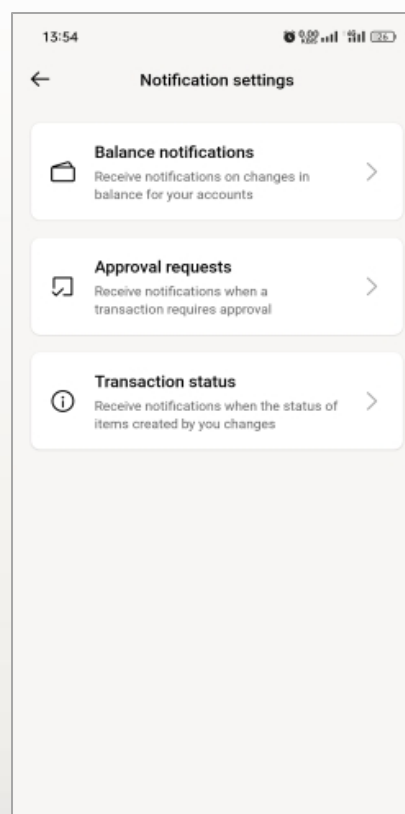 13:54
26
Notification settings
Balance notifications
Receive notifications on changes in
balance for your accounts
Approval requests
Receive notifications when a
transaction requires approval
Transaction status
Receive notifications when the status of
items created by you changes